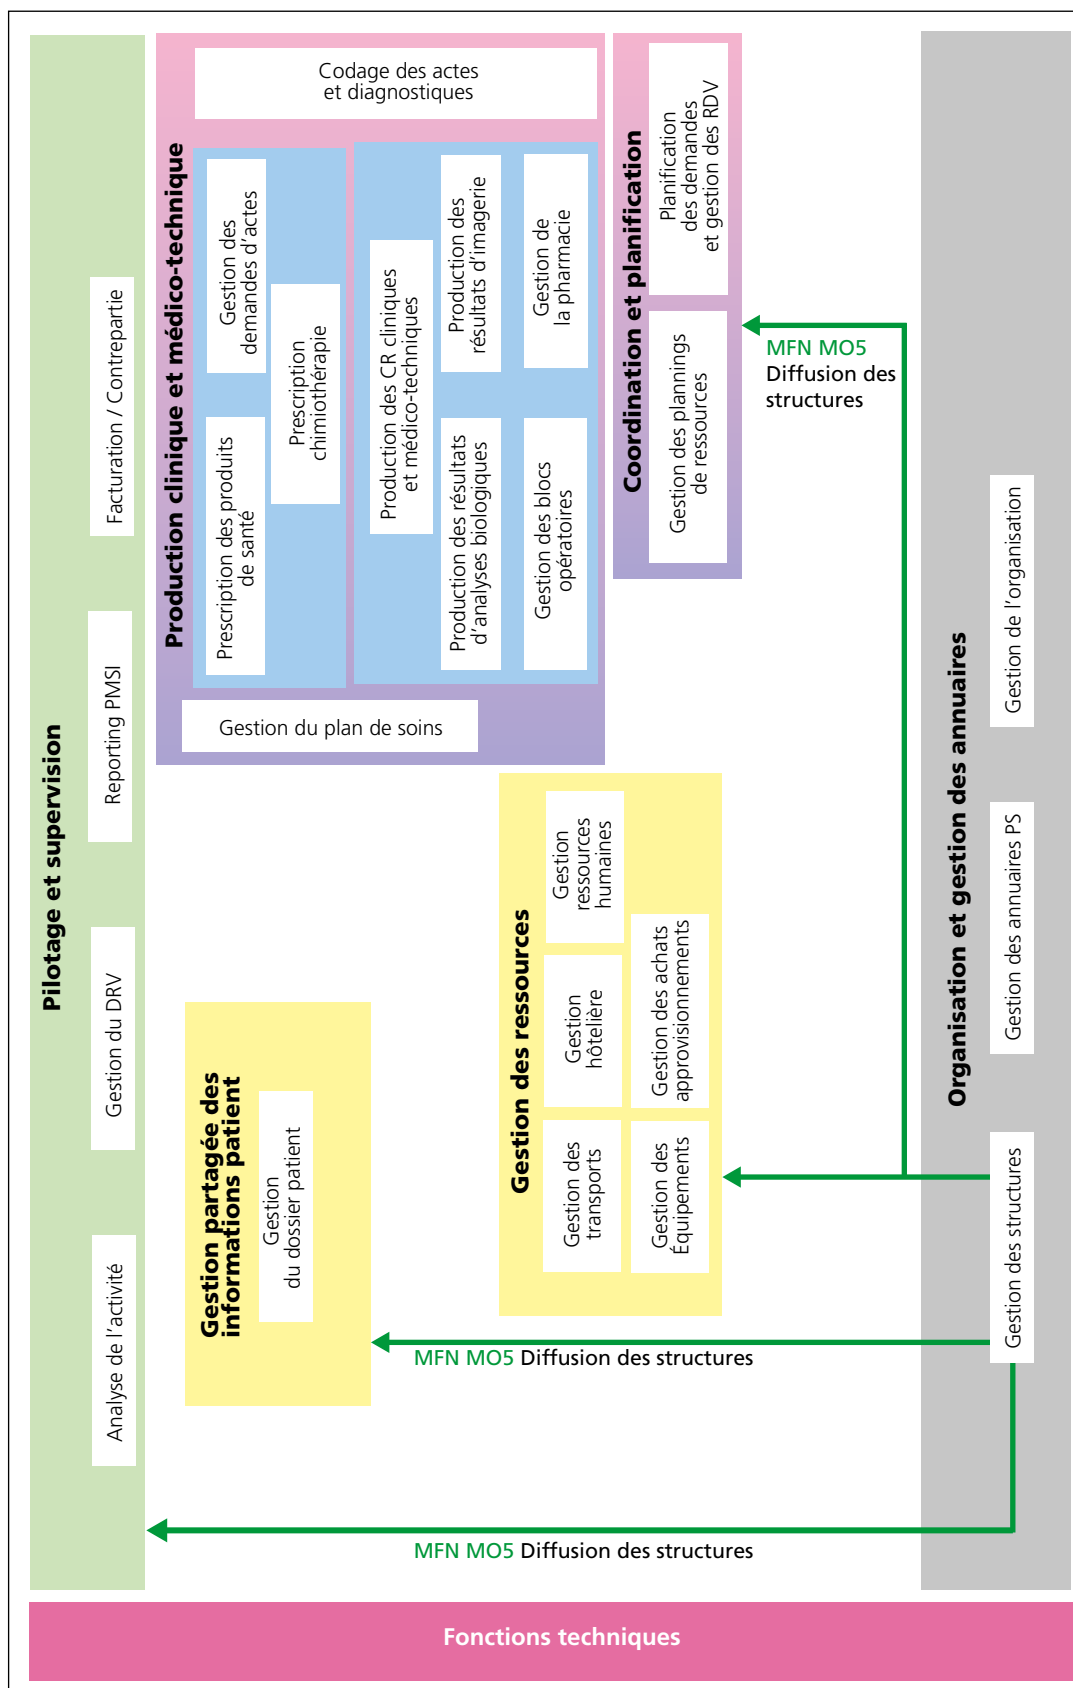 Pilotage et supervision
Analyse de l’activité
Gestion du DRV
Reporting PMSI
Facturation / Contrepartie
Production clinique et médico-technique
Codage des actes
et diagnostiques
Gestion des
demandes d’actes
Prescription
chimiothérapie
Prescription des produits
de santé
Production des CR cliniques
et médico-techniques
Production des
résultats d’imagerie
Gestion de
la pharmacie
Production des résultats
d’analyses biologiques
Gestion des blocs
opératoires
Gestion du plan de soins
Coordination et planification
Planification
des demandes
et gestion des RDV
Gestion des plannings
de ressources
MFN MO5
Diffusion des
structures
Gestion partagée des
informations patient
Gestion
du dossier patient
Gestion des ressources
Gestion des
transports
Gestion
hôtelière
Gestion
ressources
humaines
Gestion des
Équipements
Gestion des achats
approvisionnements
MFN MO5 Diffusion des structures
MFN MO5 Diffusion des structures
Organisation et gestion des annuaires
Gestion des structures
Gestion des annuaires PS
Gestion de l’organisation
Fonctions techniques